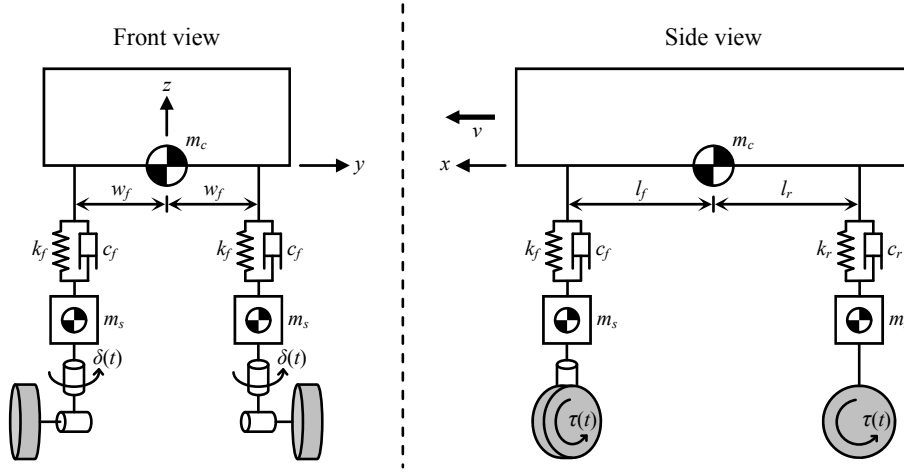 Front view
Side view
z
m_c
y
w_f
w_f
k_f
c_f
k_f
c_f
m_s
m_s
δ(t)
δ(t)
v
m_c
x
l_f
l_r
k_f
c_f
k_r
c_r
m_s
m
τ(t)
τ(t)